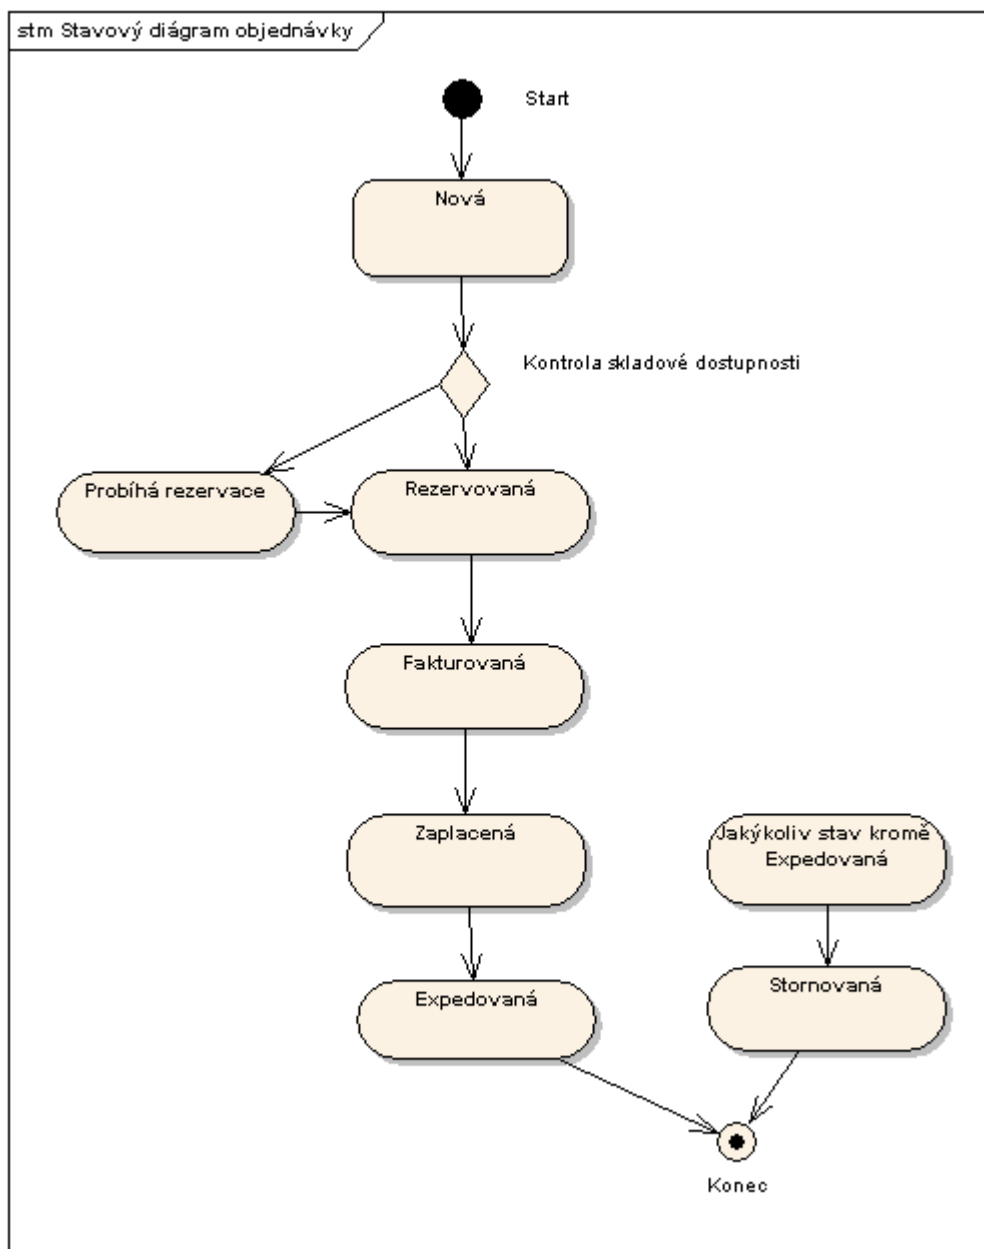 stm Stavový diágram objednávky
Start
Nová
Kontrola skladové dostupnosti
Probíhá rezervace
Rezervovaná
Fakturovaná
Zaplacená
Jakýkoliv stav kromě
Expedovaná
Expedovaná
Stornovaná
Konec